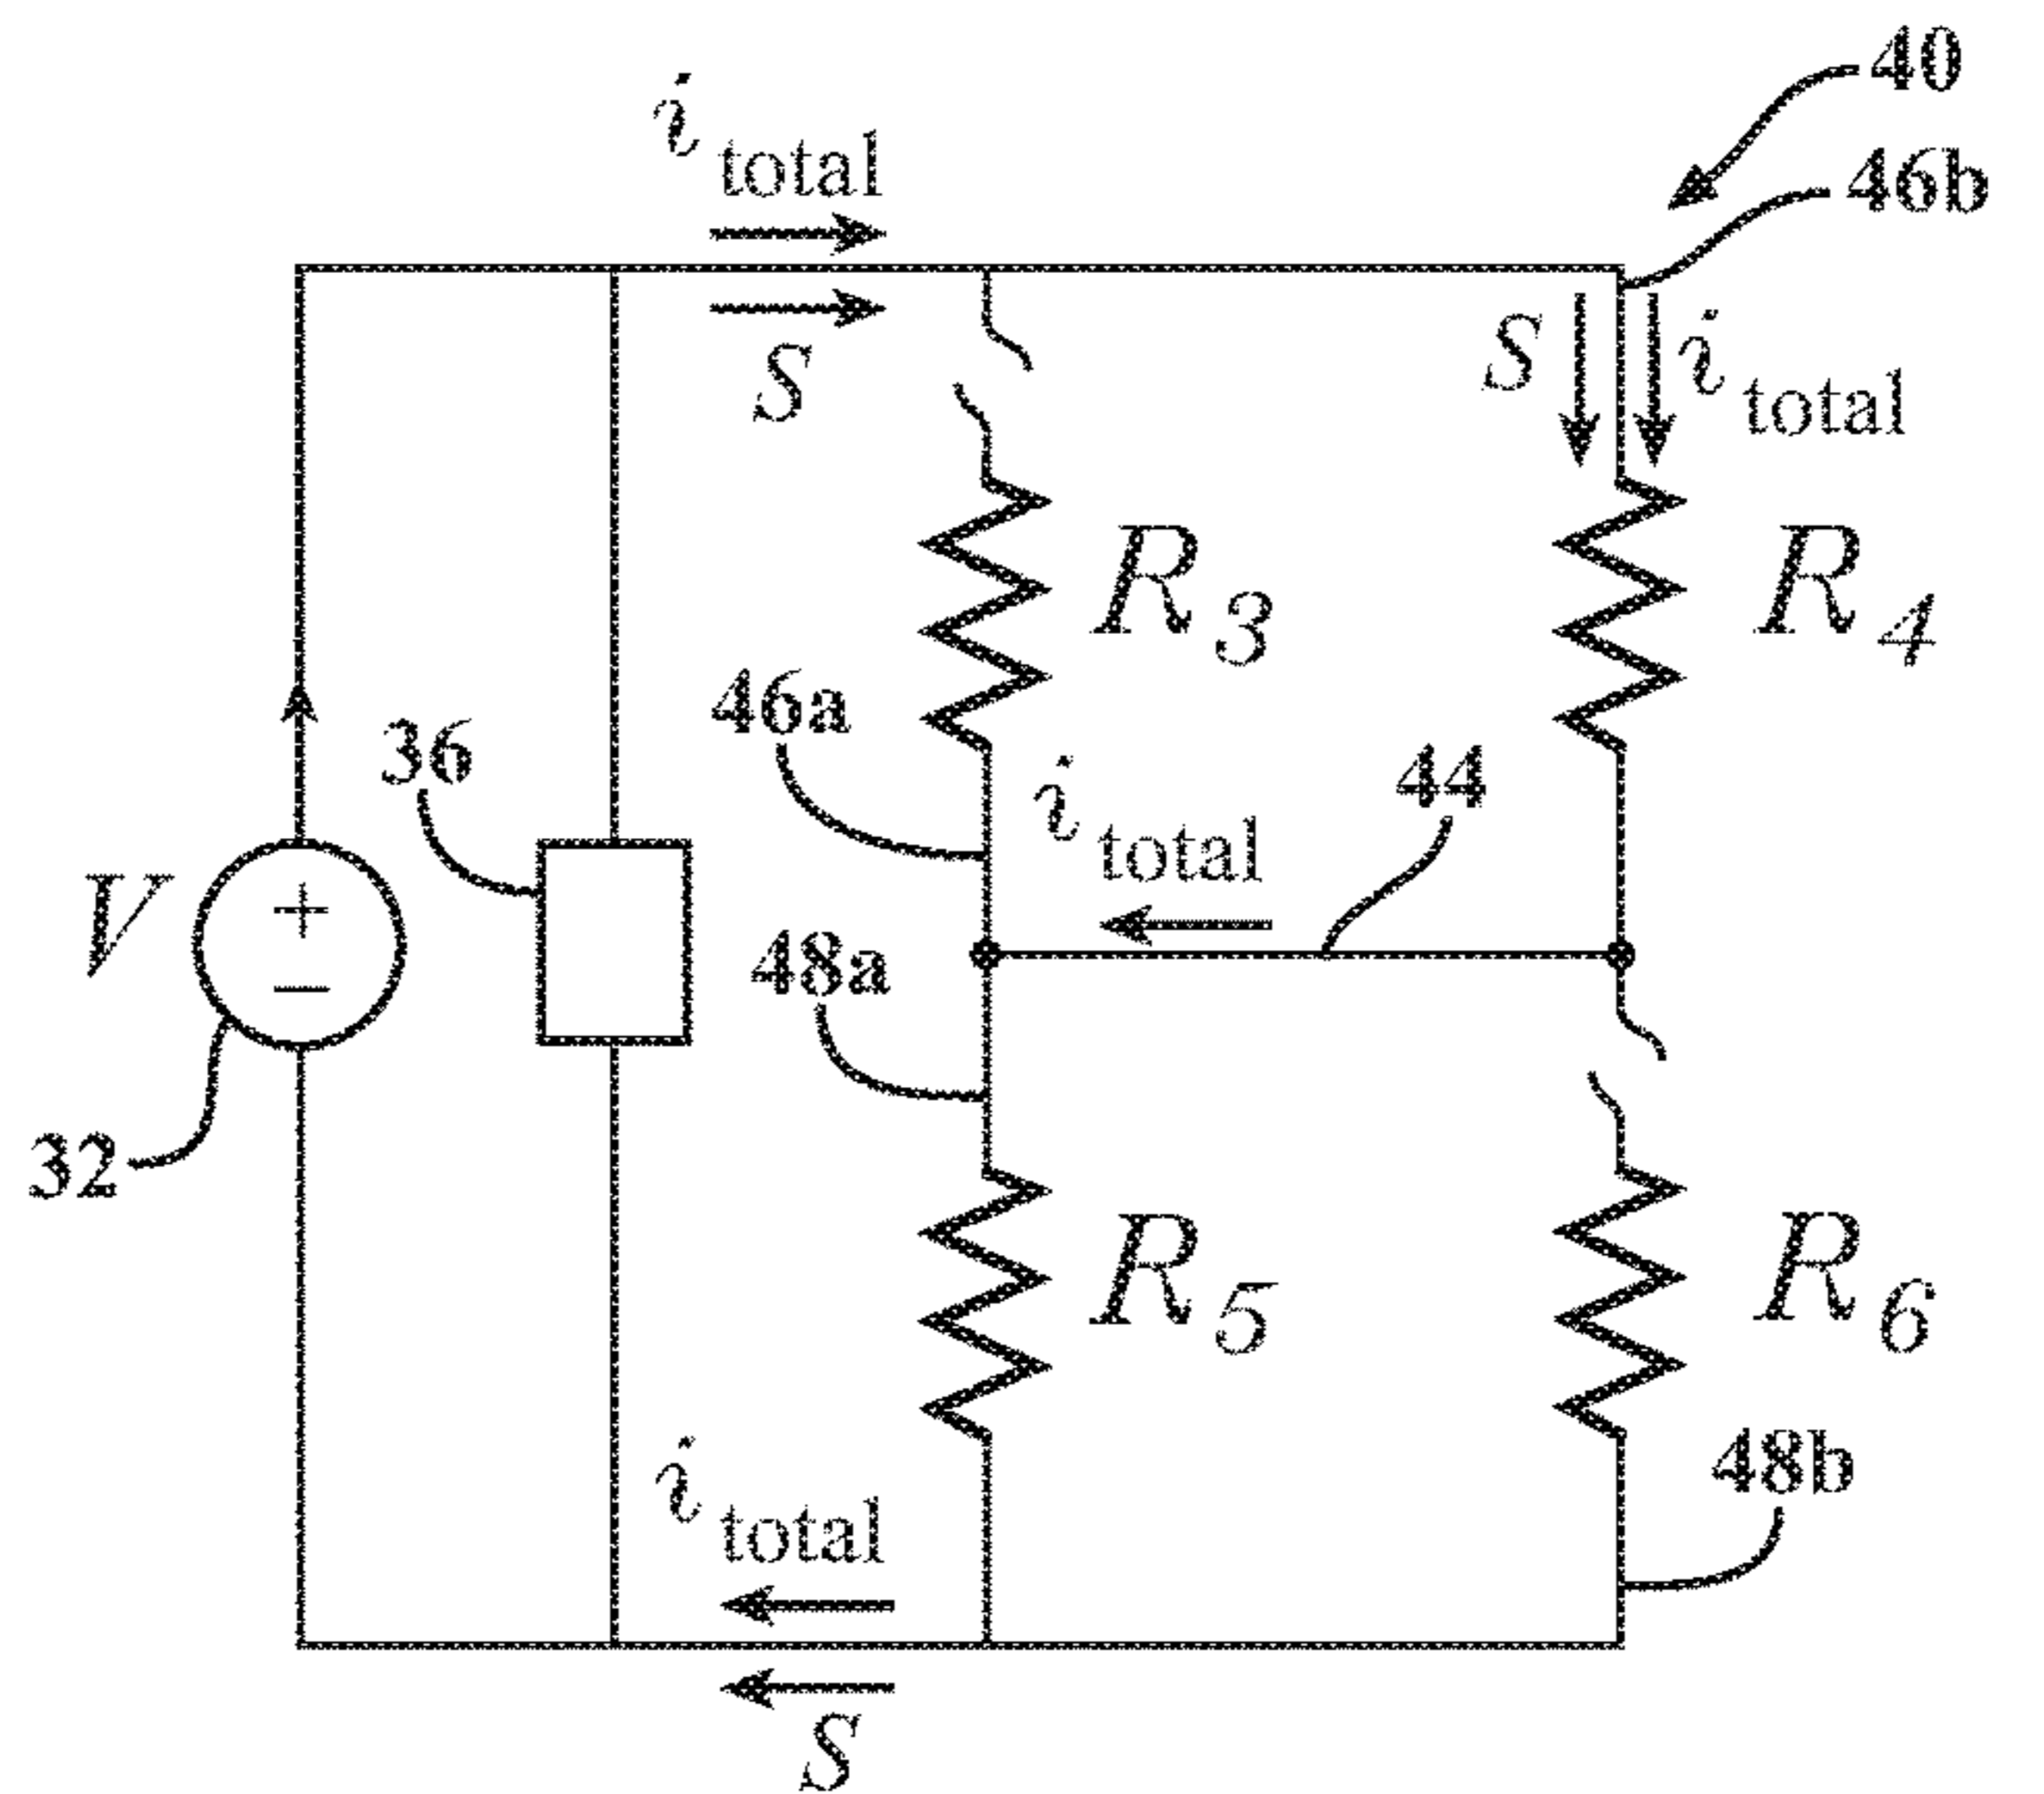 40
i total
46b
S
S
i total
R 3
R 4
46a
36
i total
44
V
+
−
48a
32
R 5
R 6
48b
i total
S